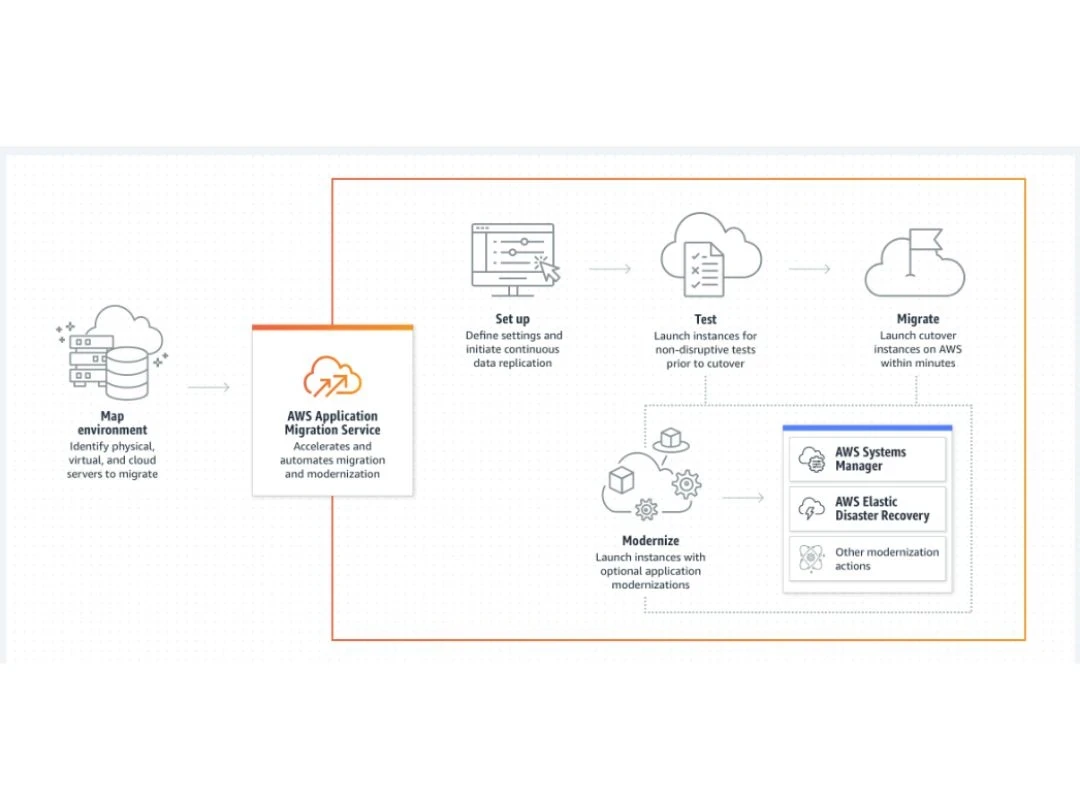 Map
environment
Identify physical,
virtual, and cloud
servers to migrate
AWS Application
Migration Service
Accelerates and
automates migration
and modernization
Set up
Define settings and
initiate continuous
data replication
Test
Launch instances for
non-disruptive tests
prior to cutover
Migrate
Launch cutover
instances on AWS
within minutes
Modernize
Launch instances with
optional application
modernizations
AWS Systems
Manager
AWS Elastic
Disaster Recovery
Other modernization
actions